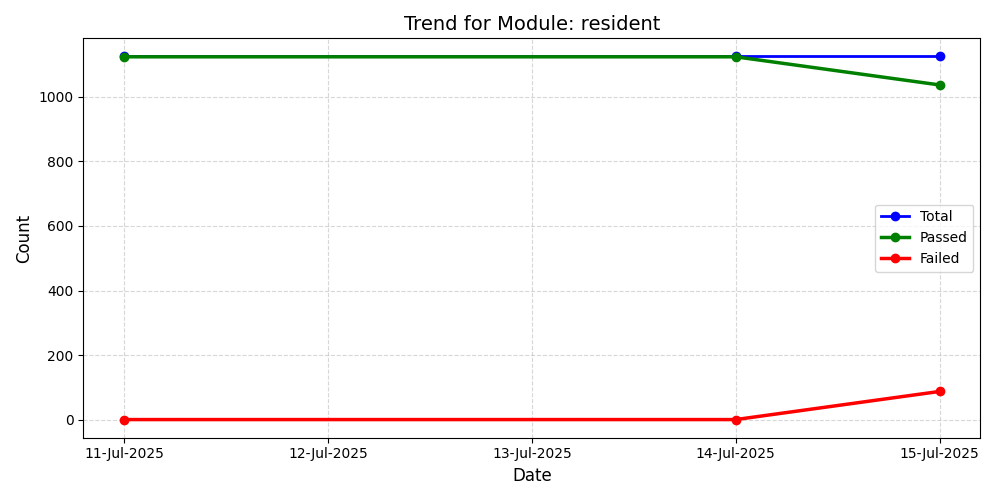 Trend for Module: resident
Count
1000
800
600
400
200
0
Total
Passed
Failed
11-Jul-2025
12-Jul-2025
13-Jul-2025
14-Jul-2025
15-Jul-2025
Date